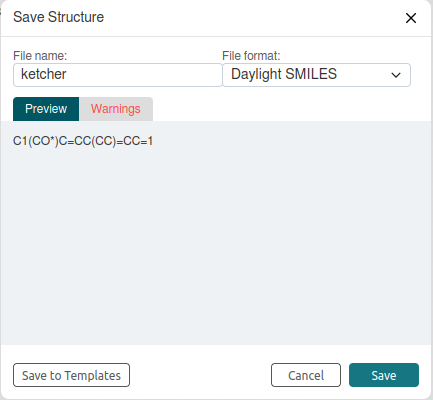 Save Structure
File name:
File format:
ketcher
Daylight SMILES
Preview
Warnings
C1(CO*)C=CC(CC)=CC=1
Save to Templates
Cancel
Save